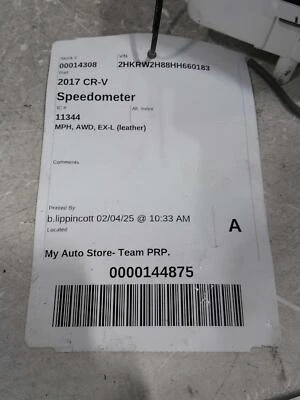 Stock #
VIN
00014308
2HKRW2H88HH660183
Part
2017 CR-V
Speedometer
IC #
Alt. Index
11344
MPH, AWD, EX-L (leather)
Comments
Printed By
b.lippincott @ 02/04/25 @ 10:33 AM
Located
A
My Auto Store- Team PRP.
0000144875